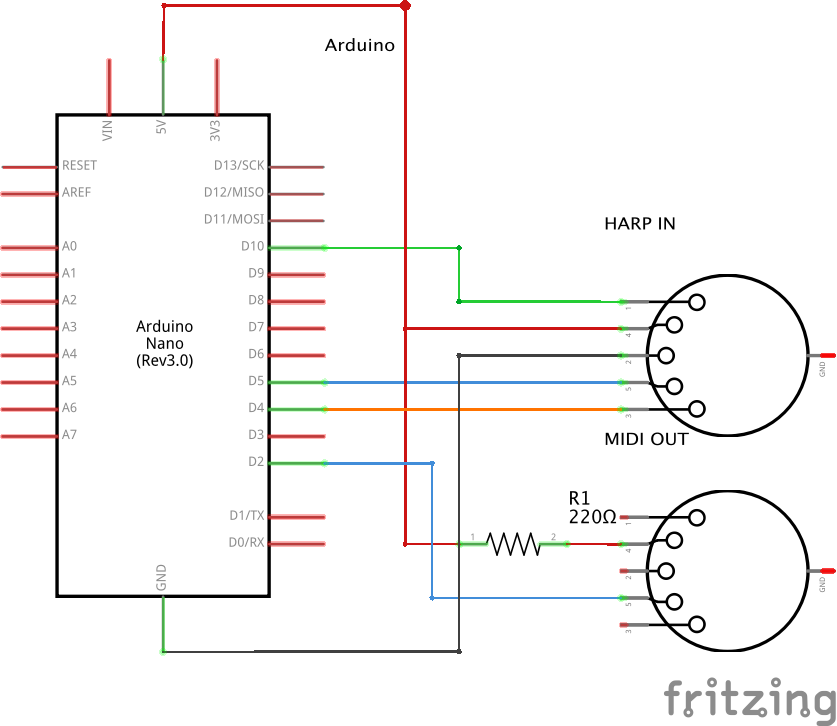 Arduino
VIN
5V
3V3
RESET
AREF
A0
A1
A2
A3
A4
A5
A6
A7
Arduino
Nano
(Rev3.0)
D13/SCK
D12/MISO
D11/MOSI
D10
D9
D8
D7
D6
D5
D4
D3
D2
D1/TX
D0/RX
GND
HARP IN
1
4
2
5
3
GND
MIDI OUT
R1
220Ω
1
2
1
4
2
5
3
GND
fritzing